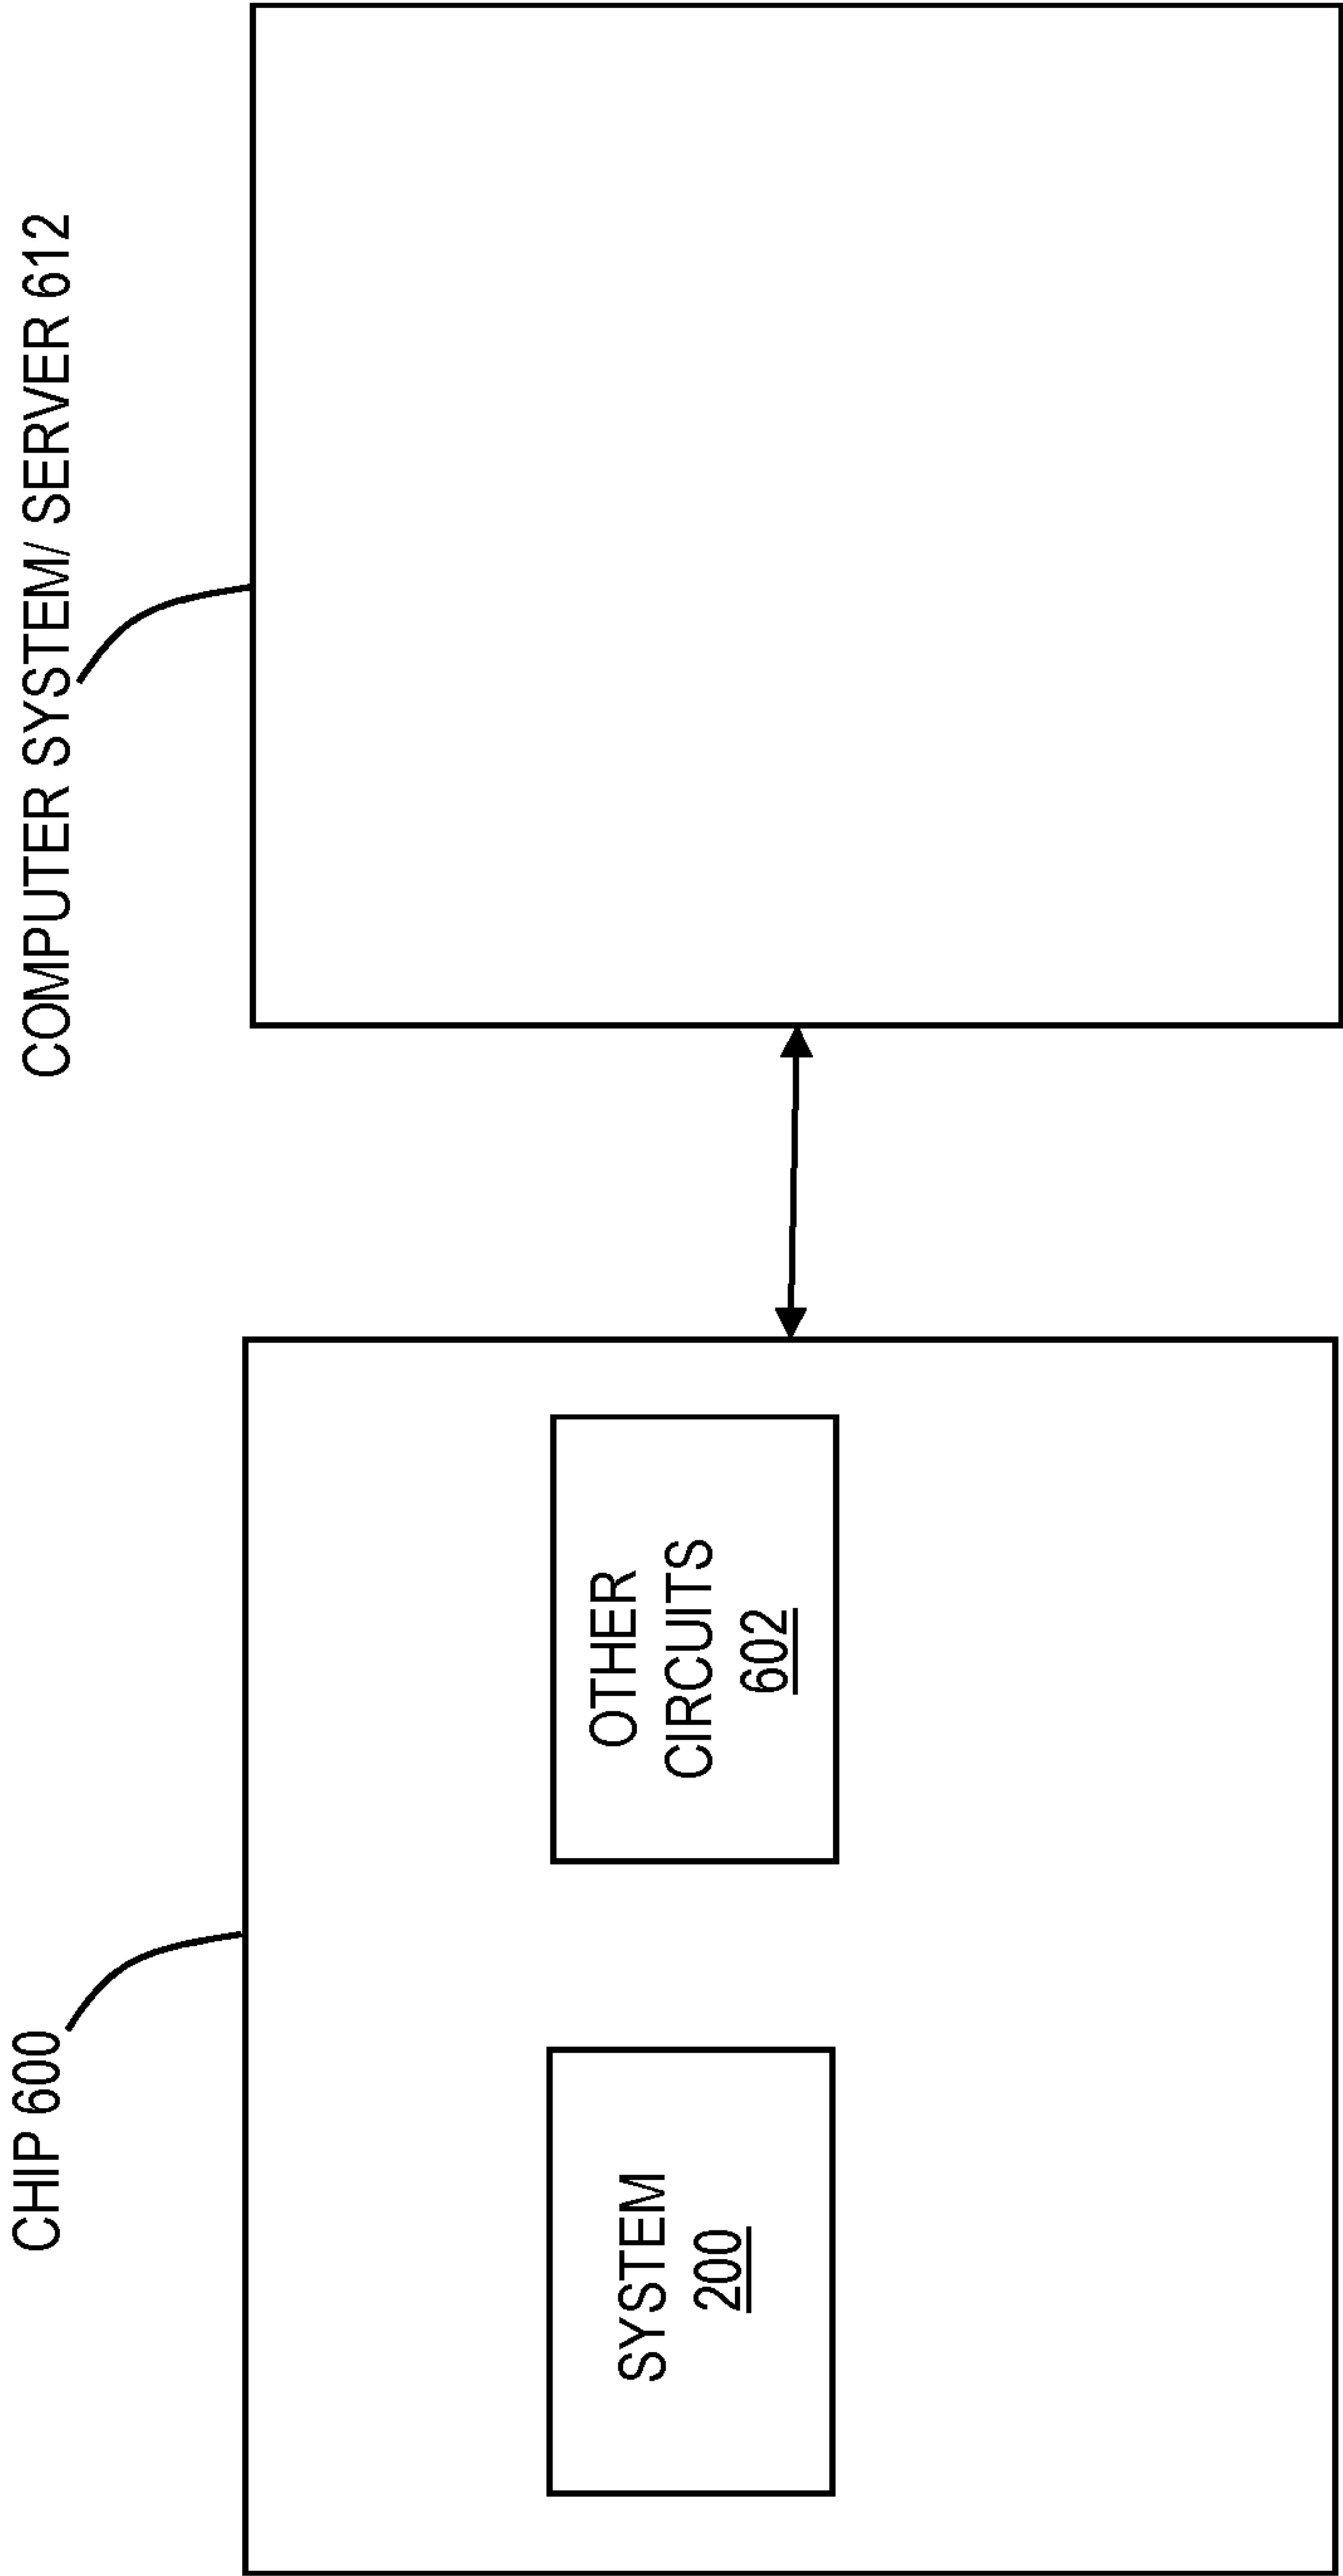 CHIP 600
COMPUTER SYSTEM/ SERVER 612
SYSTEM
200
OTHER
CIRCUITS
602